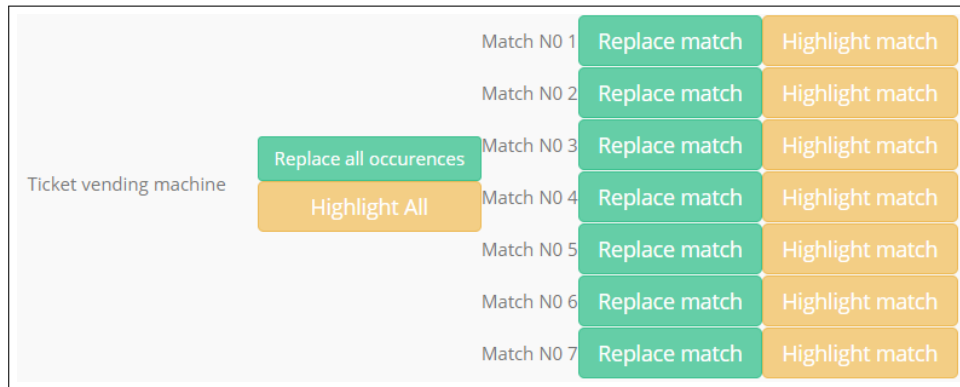 Match N0 1 Replace match Highlight match
Match N0 2 Replace match Highlight match
Match N0 3 Replace match Highlight match
Replace all occurences
Ticket vending machine
Highlight All
Match N0 4 Replace match Highlight match
Match N0 5 Replace match Highlight match
Match N0 6 Replace match Highlight match
Match N0 7 Replace match Highlight match